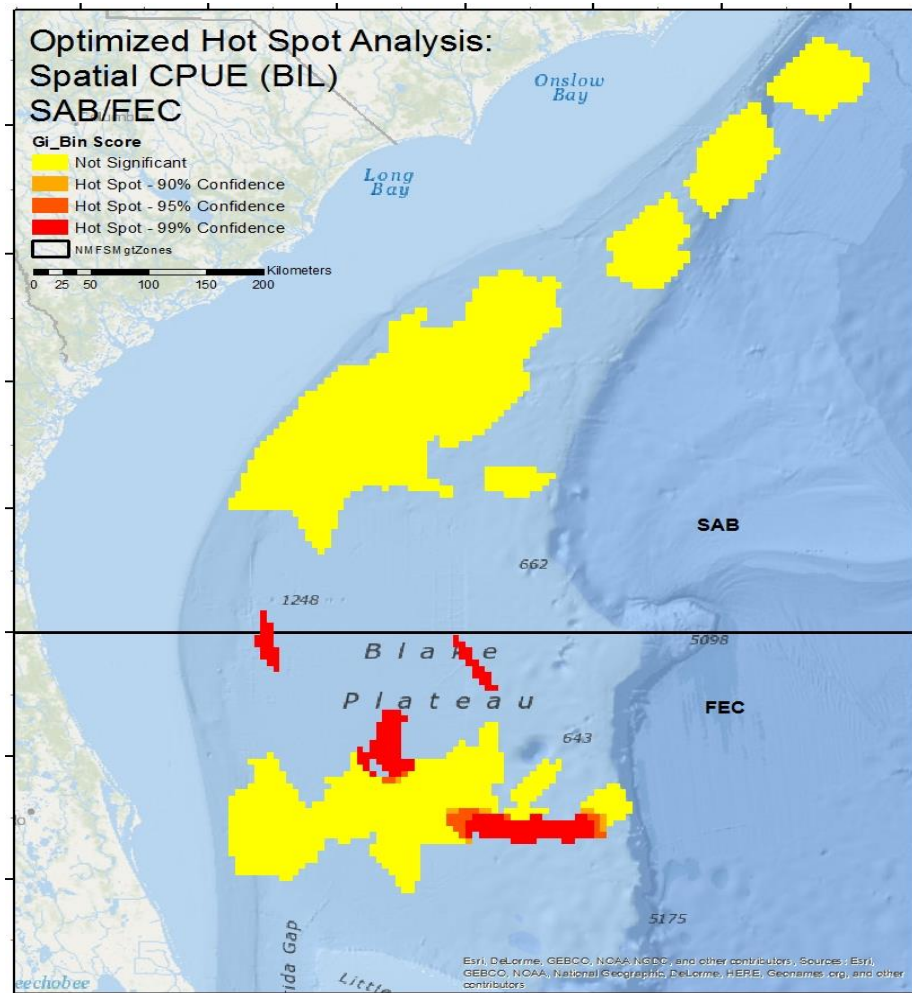 Optimized Hot Spot Analysis:
Spatial CPUE (BIL)
SAB/FEC
Gi_Bin Score
Not Significant
Hot Spot - 90% Confidence
Hot Spot - 95% Confidence
Hot Spot - 99% Confidence
NMFSMgtZones
Kilometers
0 25 50 100 150 200
Onslow
Bay
Long
Bay
SAB
662
1248
5098
Blake
Plateau
FEC
643
5175
ida Gap
Little
eechobee
Esri, DeLorme, GEBCO, NOAA NGDC, and other contributors, Sources: Esri,
GEBCO, NOAA, National Geographic, DeLorme, HERE, Geonames.org, and other
contributors